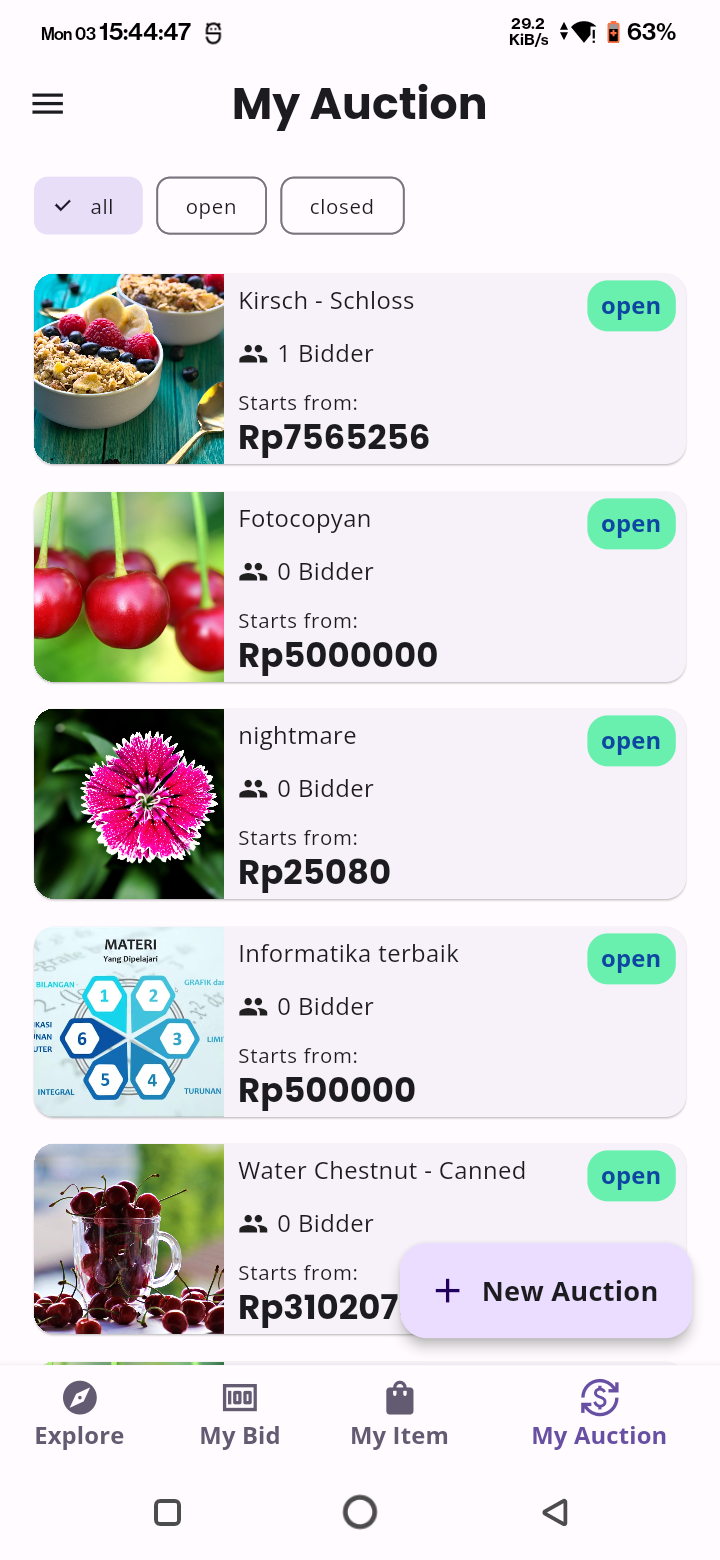 Mon 03 15:44:47
29.2 KiB/s
63%
My Auction
all
open
closed
Kirsch - Schloss
open
1 Bidder
Starts from:
Rp7565256
Fotocopyan
open
0 Bidder
Starts from:
Rp5000000
nightmare
open
0 Bidder
Starts from:
Rp25080
MATERI
Yang Dipelajari
BILANGAN
GRAFIK dan
1
2
IKASI
UNAN
UTER
6
3
LIMI
5
4
INTEGRAL
TURUNAN
Informatika terbaik
open
0 Bidder
Starts from:
Rp500000
Water Chestnut - Canned
open
0 Bidder
Starts from:
Rp310207
New Auction
Explore
My Bid
My Item
My Auction